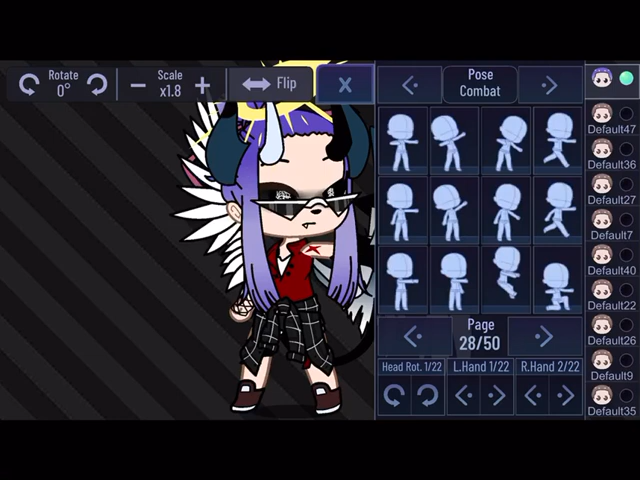 Rotate
0°
Scale
x1.8
Flip
X
Pose
Combat
Page
28/50
Head Rot. 1/22
L.Hand 1/22
R.Hand 2/22
Default47
Default36
Default27
Default7
Default40
Default22
Default26
Default9
Default35